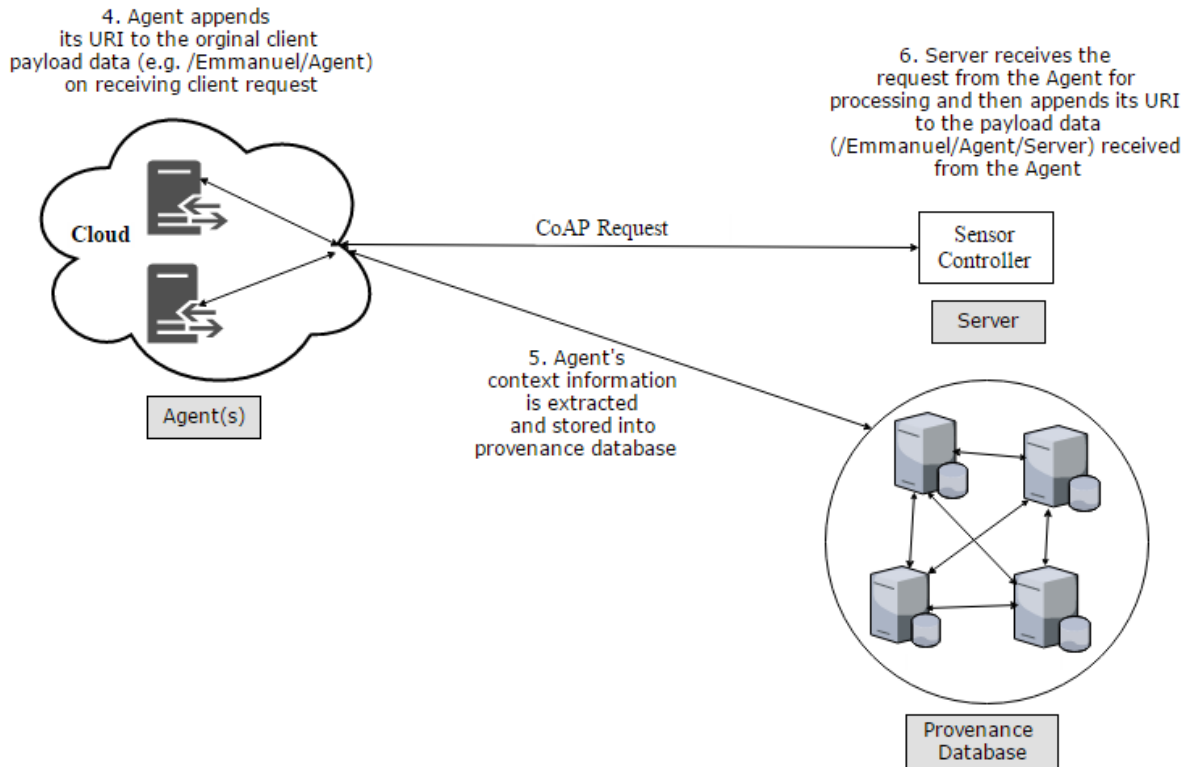 4. Agent appends
its URI to the orginal client
payload data (e.g. /Emmanuel/Agent)
on receiving client request
6. Server receives the
request from the Agent for
processing and then appends its URI
to the payload data
(/Emmanuel/Agent/Server) received
from the Agent
Cloud
CoAP Request
Sensor
Controller
Server
5. Agent's
context information
is extracted
and stored into
provenance database
Agent(s)
Provenance
Database